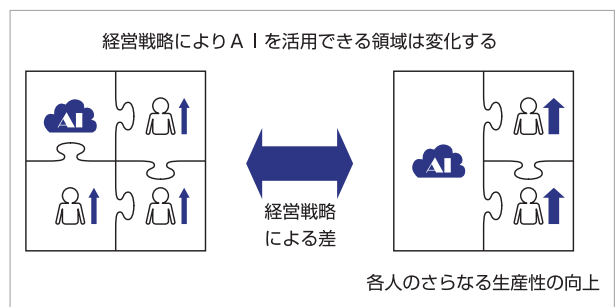 経営戦略によりＡＩを活用できる領域は変化する
AI
AI
経営戦略
による差
各人のさらなる生産性の向上